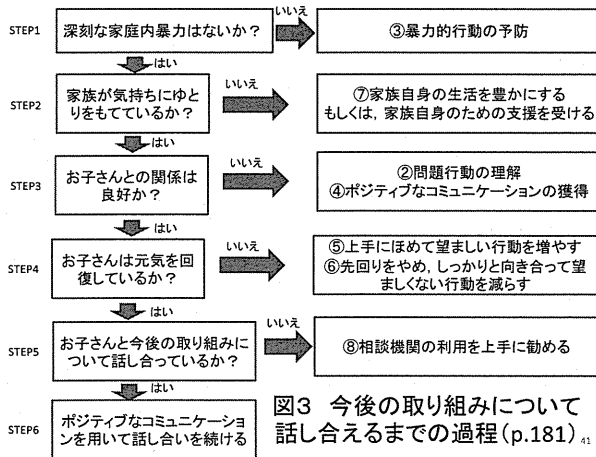 STEP1
深刻な家庭内暴力はないか？
いいえ
③暴力的行動の予防
はい
STEP2
家族が気持ちにゆと
りをもてているか？
いいえ
⑦家族自身の生活を豊かにする
もしくは，家族自身のための支援を受ける
はい
STEP3
お子さんとの関係は
良好か？
いいえ
②問題行動の理解
④ポジティブなコミュニケーションの獲得
はい
STEP4
お子さんは元気を回
復しているか？
いいえ
⑤上手にほめて望ましい行動を増やす
⑥先回りをやめ，しっかりと向き合って望
ましくない行動を減らす
はい
STEP5
お子さんと今後の取り組みに
ついて話し合っているか？
いいえ
⑧相談機関の利用を上手に勧める
はい
STEP6
ポジティブなコミュニケーショ
ンを用いて話し合いを続ける
図３ 今後の取り組みについて
話し合えるまでの過程(p.181)
41